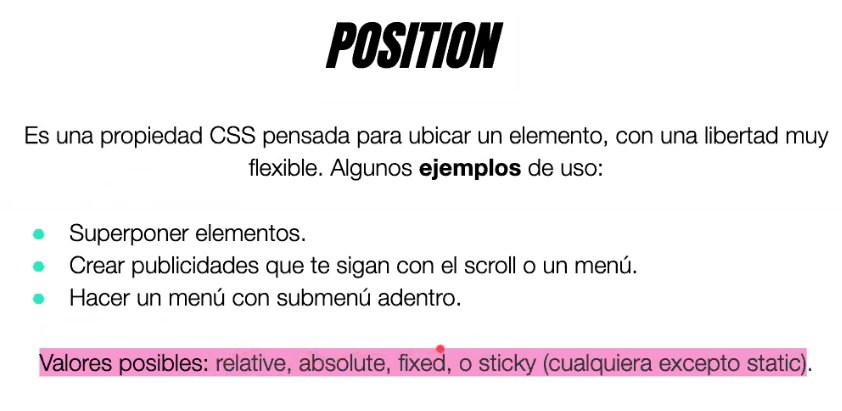 POSITION
Es una propiedad CSS pensada para ubicar un elemento, con una libertad muy
flexible. Algunos ejemplos de uso:
Superponer elementos.
Crear publicidades que te sigan con el scroll o un menú.
Hacer un menú con submenú adentro.
Valores posibles: relative, absolute, fixed, o sticky (cualquiera excepto static).